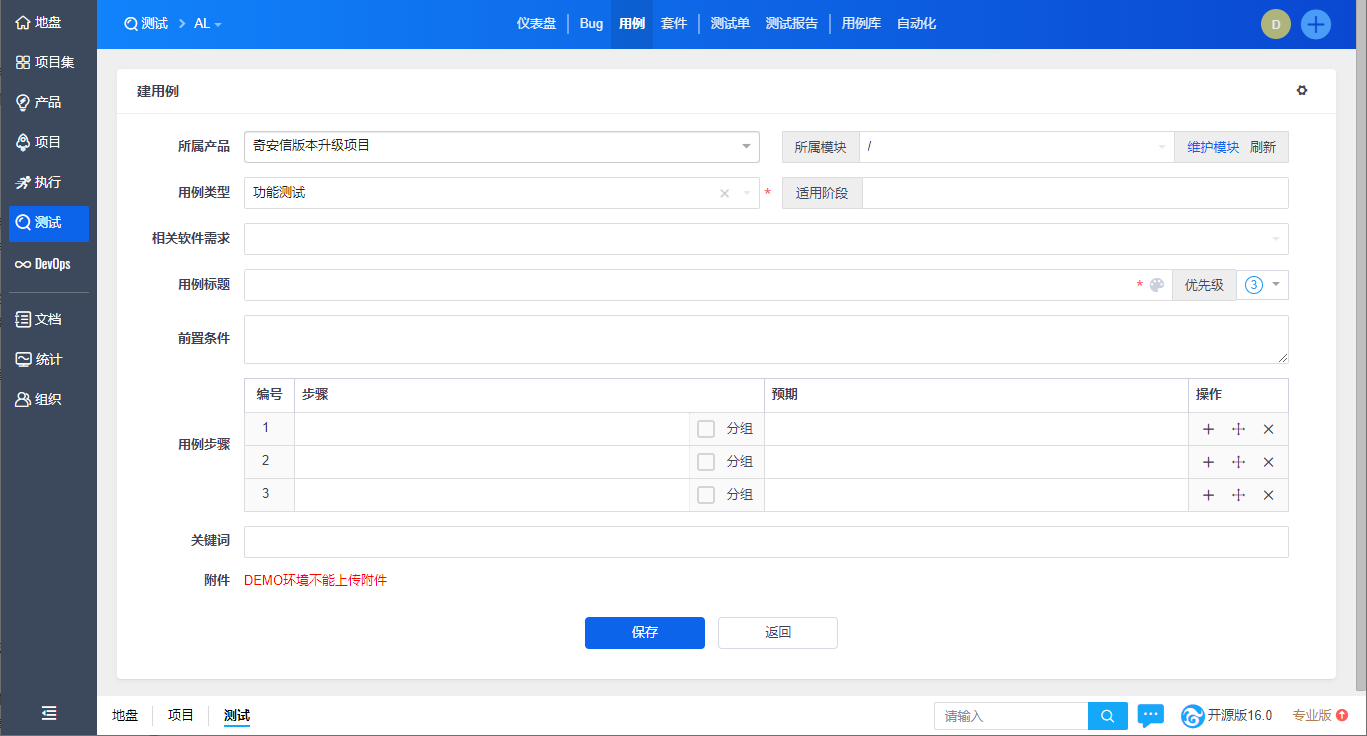 地盘
项目集
产品
项目
执行
测试
DevOps
文档
统计
组织
测试 > AL
仪表盘 Bug 用例 套件 测试单 测试报告 用例库 自动化
D
建用例
所属产品 奇安信版本升级项目 所属模块 / 维护模块 刷新
用例类型 功能测试 * 适用阶段
相关软件需求
用例标题 * 优先级 3
前置条件
用例步骤
编号 步骤 预期 操作
1 分组
2 分组
3 分组
关键词
附件 DEMO环境不能上传附件
保存 返回
地盘 项目 测试 请输入 开源版16.0 专业版